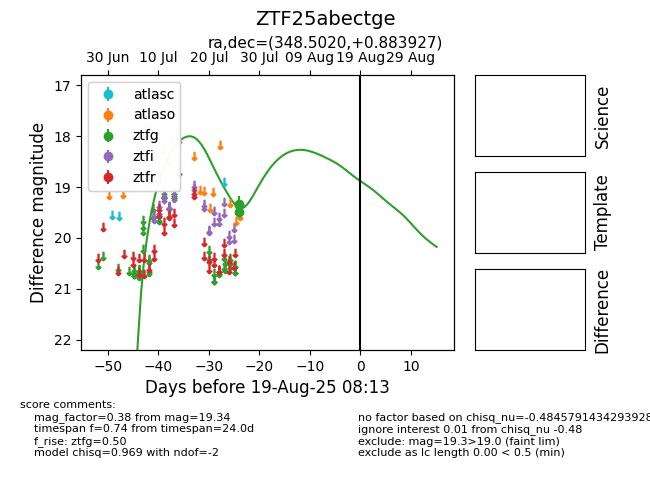 ZTF25abectge
ra,dec=(348.5020,+0.883927)
30 Jun 10 Jul 20 Jul 30 Jul 09 Aug 19 Aug 29 Aug
17
18
19
20
21
22
Difference magnitude
atlasc
atlaso
ztfg
ztfi
ztfr
−50 −40 −30 −20 −10 0 10
Days before 19-Aug-25 08:13
Science
Template
Difference
score comments:
mag_factor=0.38 from mag=19.34
timespan f=0.74 from timespan=24.0d
f_rise: ztfg=0.50
model chisq=0.969 with ndof=-2
no factor based on chisq_nu=-0.4845791434293928
ignore interest 0.01 from chisq_nu -0.48
exclude: mag=19.3>19.0 (faint lim)
exclude as lc length 0.00 < 0.5 (min)